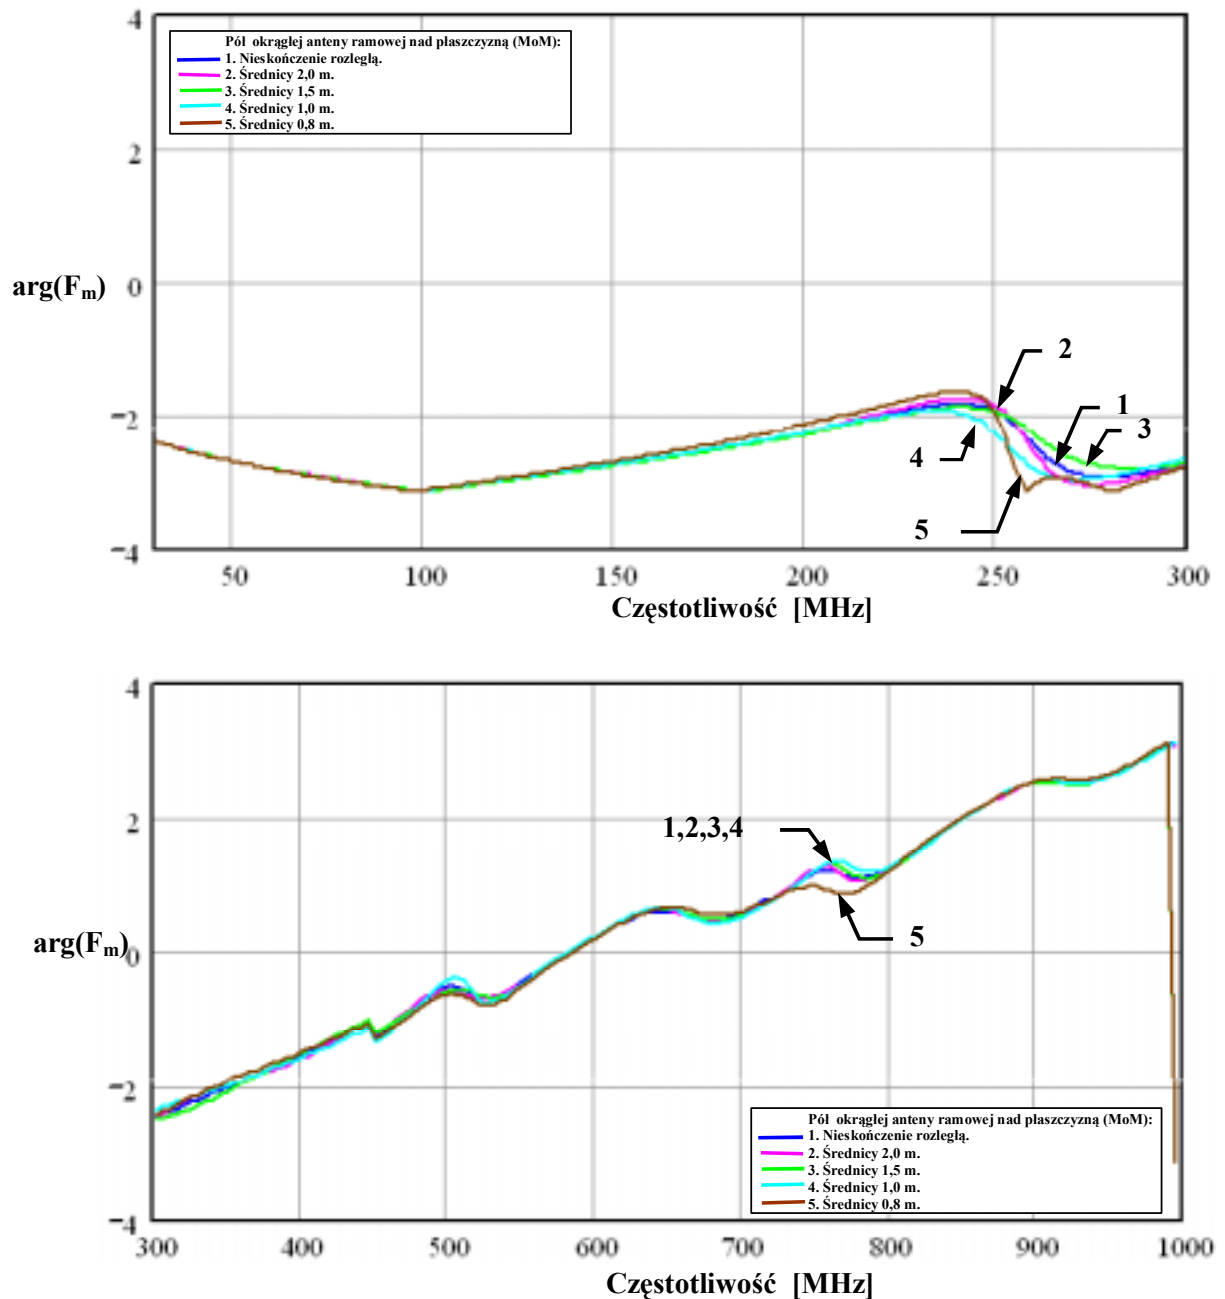 4
Pół okrągłej anteny ramowej nad płaszczyzną (MoM):
1. Nieskończenie rozległą.
2. Średnicy 2,0 m.
3. Średnicy 1,5 m.
4. Średnicy 1,0 m.
5. Średnicy 0,8 m.
2
arg(Fm) 0
2
1
−2
3
4
5
−4
50 100 150 200 250 300
Częstotliwość [MHz]
4
2
1,2,3,4
5
arg(Fm) 0
−2
Pół okrągłej anteny ramowej nad płaszczyzną (MoM):
1. Nieskończenie rozległą.
2. Średnicy 2,0 m.
3. Średnicy 1,5 m.
4. Średnicy 1,0 m.
5. Średnicy 0,8 m.
−4
300 400 500 600 700 800 900 1000
Częstotliwość [MHz]